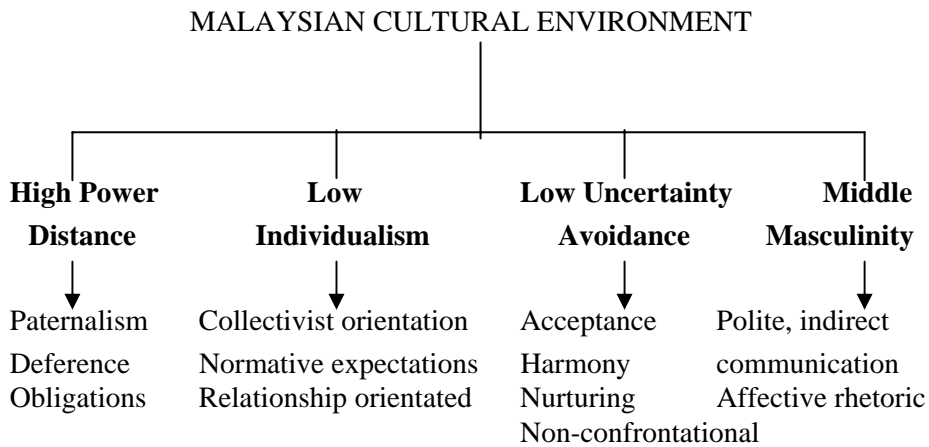 MALAYSIAN CULTURAL ENVIRONMENT
High Power
Distance
Low
Individualism
Low Uncertainty
Avoidance
Middle
Masculinity
Paternalism
Deference
Obligations
Collectivist orientation
Normative expectations
Relationship orientated
Acceptance
Harmony
Nurturing
Non-confrontational
Polite, indirect
communication
Affective rhetoric